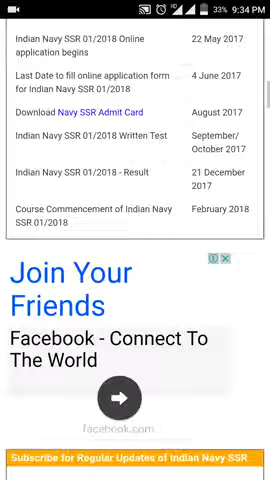 HD
33%
9:34 PM
Indian Navy SSR 01/2018 Online 22 May 2017
application begins
Last Date to fill online application form 4 June 2017
for Indian Navy SSR 01/2018
Download Navy SSR Admit Card August 2017
Indian Navy SSR 01/2018 Written Test September/
October 2017
Indian Navy SSR 01/2018 - Result 21 December
2017
Course Commencement of Indian Navy February 2018
SSR 01/2018
Join Your
Friends
Facebook - Connect To
The World
facebook.com
Subscribe for Regular Updates of Indian Navy SSR